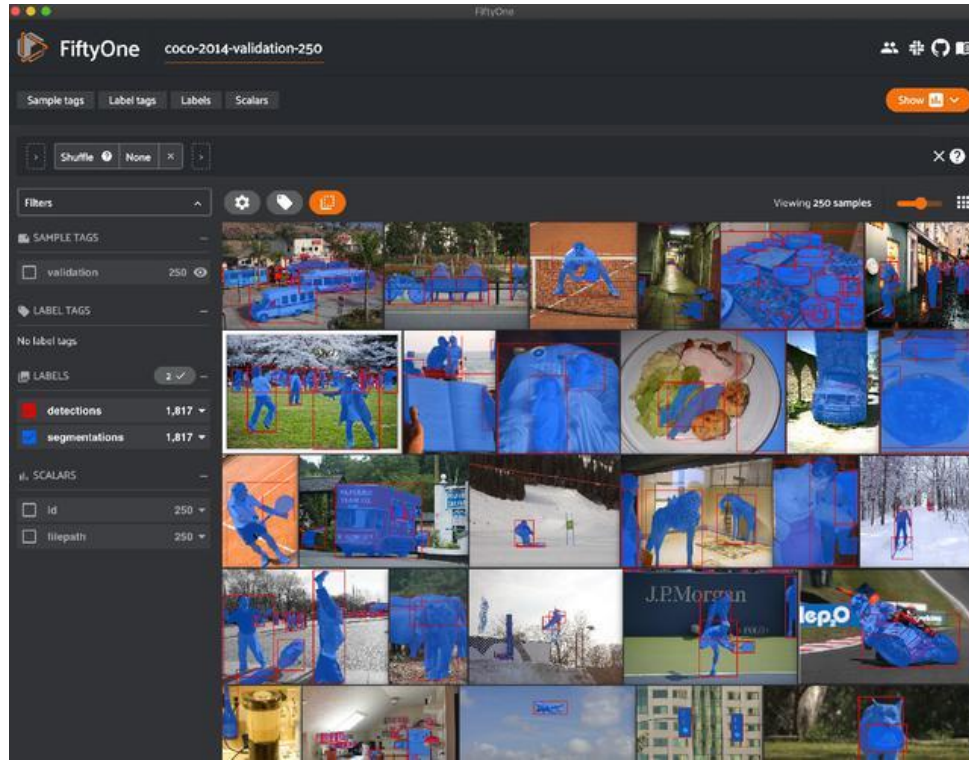 FiftyOne
FiftyOne
coco-2014-validation-250
Sample tags
Label tags
Labels
Scalars
Show
Shuffle
None
Filters
Viewing 250 samples
SAMPLE TAGS
validation 250
LABEL TAGS
No label tags
LABELS 2
detections 1,817
segmentations 1,817
SCALARS
id 250
filepath 250
J.P.Morgan